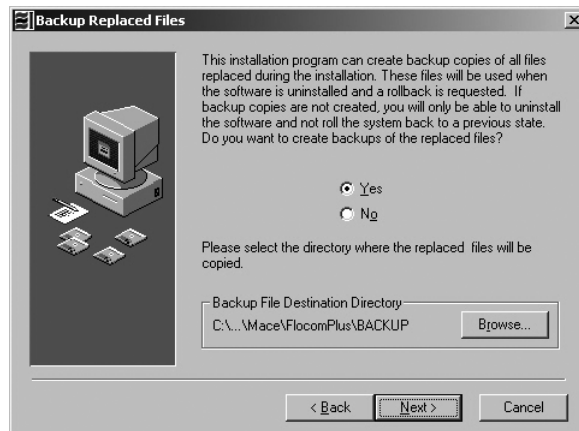 Backup Replaced Files
This installation program can create backup copies of all files
replaced during the installation. These files will be used when
the software is uninstalled and a rollback is requested. If
backup copies are not created, you will only be able to uninstall
the software and not roll the system back to a previous state.
Do you want to create backups of the replaced files?
Yes
No
Please select the directory where the replaced files will be
copied.
Backup File Destination Directory
C:\...\Mace\FlocomPlus\BACKUP
Browse...
< Back
Next >
Cancel